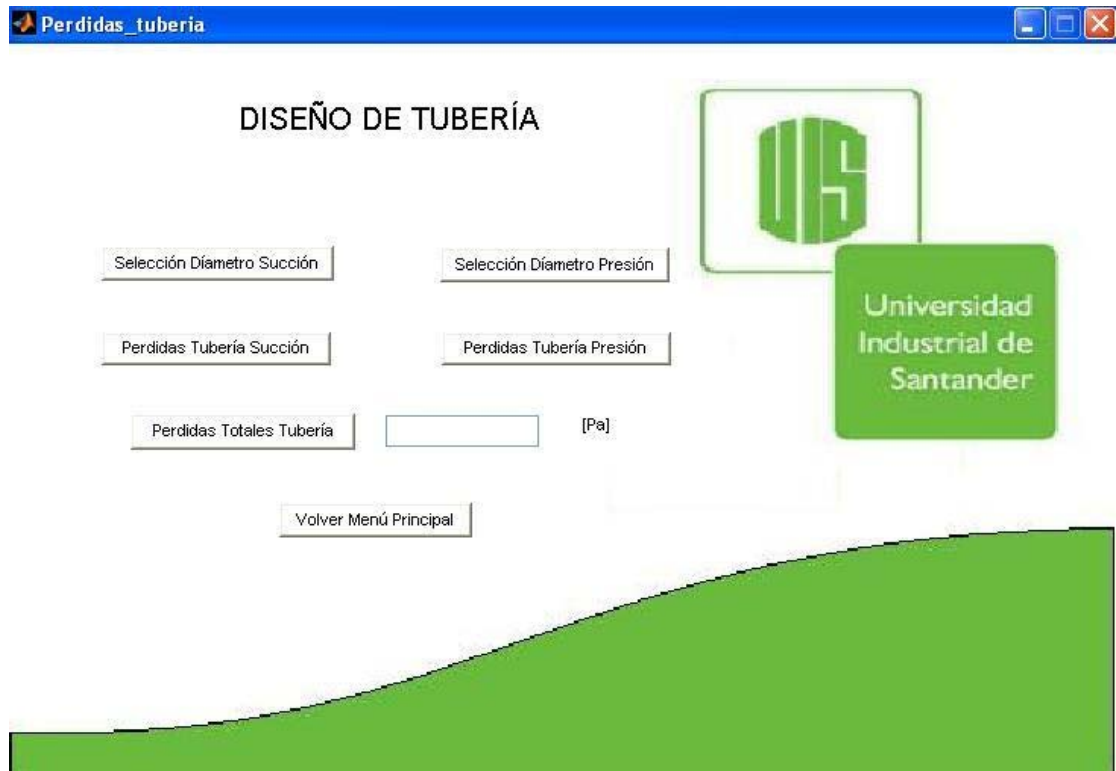 Perdidas_tuberia
DISEÑO DE TUBERÍA
UIS
Selección Díametro Succión
Selección Díametro Presión
Universidad
Industrial de
Santander
Perdidas Tubería Succión
Perdidas Tubería Presión
Perdidas Totales Tubería
[Pa]
Volver Menú Principal